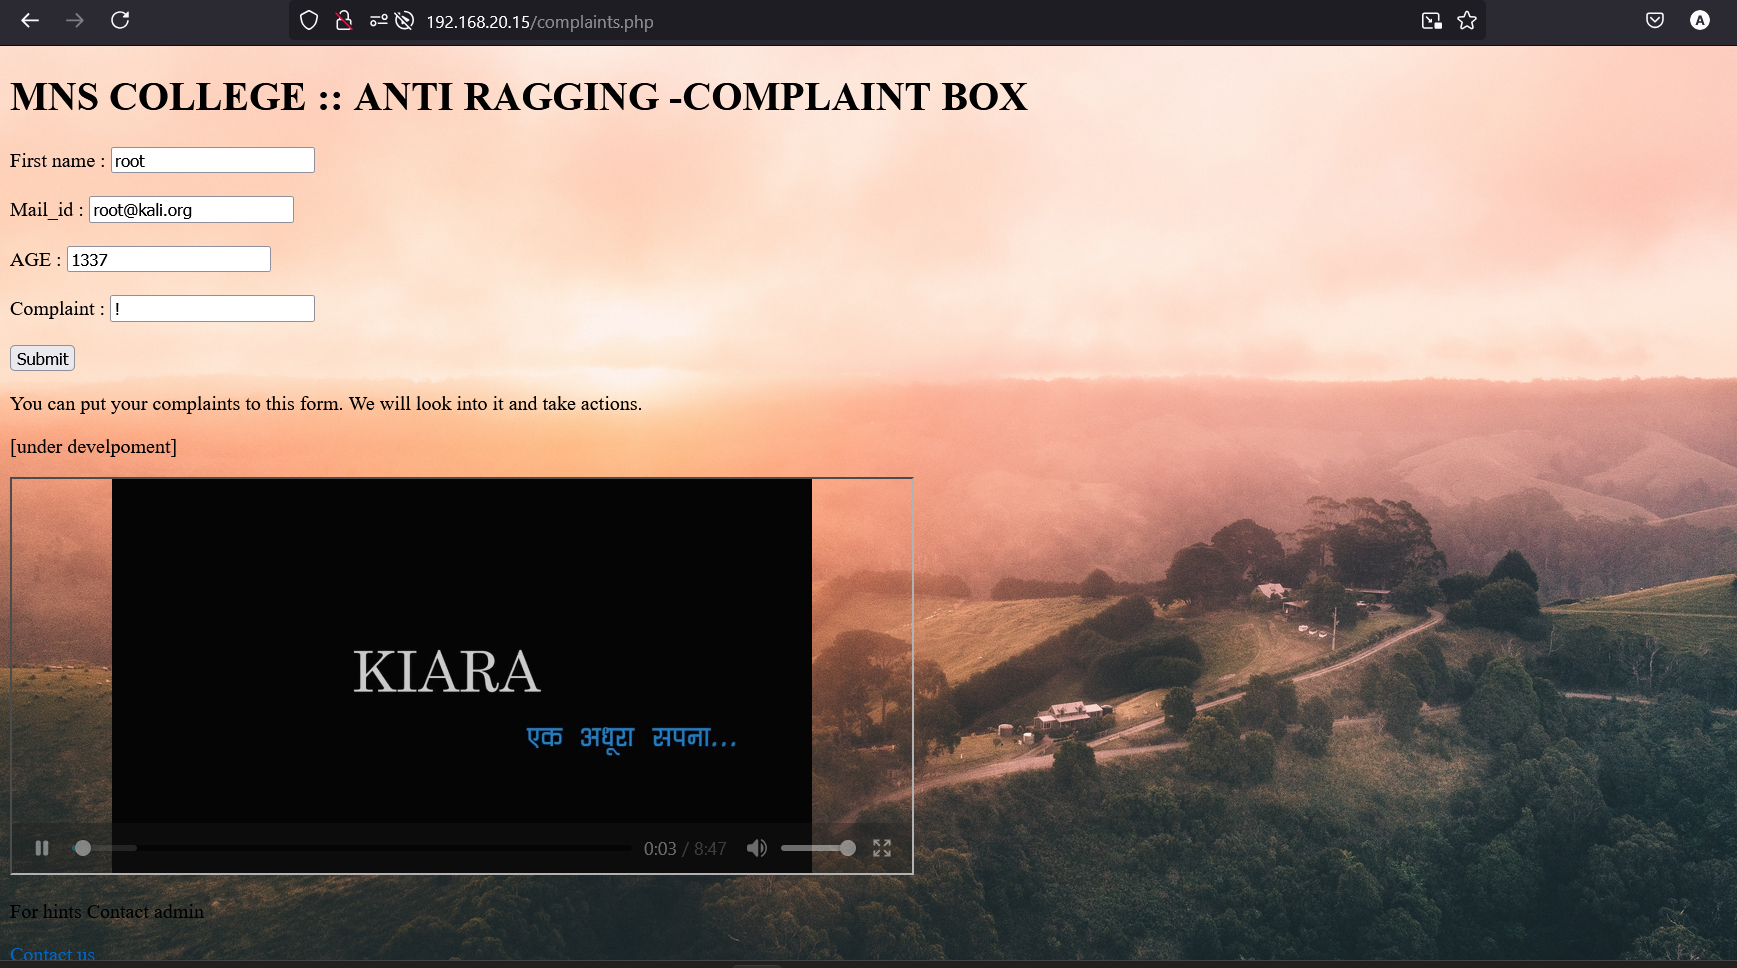 192.168.20.15/complaints.php
A
MNS COLLEGE :: ANTI RAGGING -COMPLAINT BOX
First name : root
Mail_id : root@kali.org
AGE : 1337
Complaint : !
Submit
You can put your complaints to this form. We will look into it and take actions.
[under develpoment]
KIARA
एक अधूरा सपना...
0:03 / 8:47
For hints Contact admin
Contact us